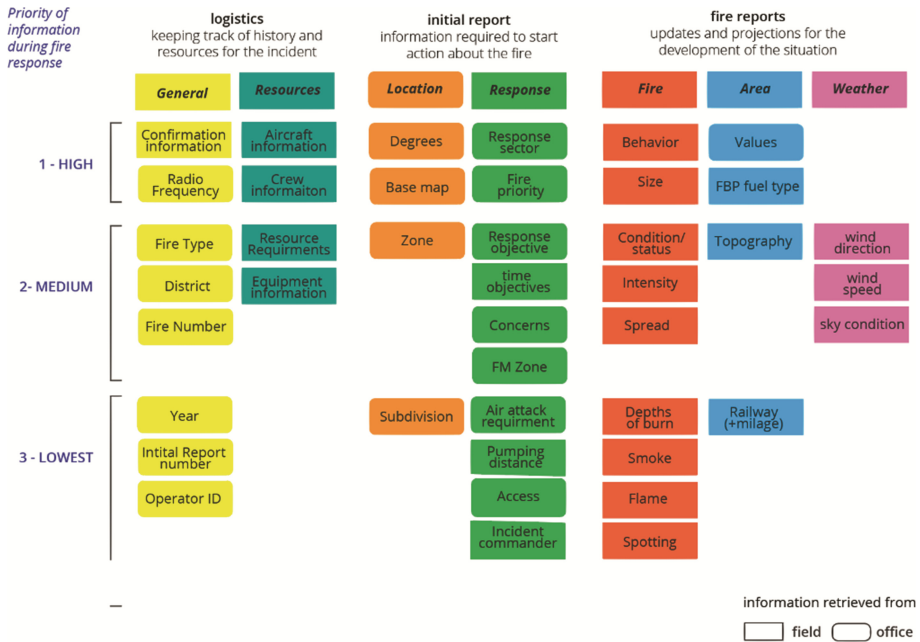 Priority of
information
during fire
response
logistics
keeping track of history and
resources for the incident
initial report
information required to start
action about the fire
fire reports
updates and projections for the
development of the situation
General
Resources
Location
Response
Fire
Area
Weather
1 - HIGH
Confirmation
information
Aircraft
information
Degrees
Response
sector
Behavior
Values
Radio
Frequency
Crew
informaiton
Base map
Fire
priority
Size
FBP fuel type
2- MEDIUM
Fire Type
Resource
Requirments
Zone
Response
objective
Condition/
status
Topography
wind
direction
District
Equipment
information
time
objectives
Intensity
wind
speed
Fire Number
Concerns
Spread
sky condition
FM Zone
3 - LOWEST
Year
Subdivision
Air attack
requirment
Depths
of burn
Railway
(+milage)
Intital Report
number
Pumping
distance
Smoke
Operator ID
Access
Flame
Incident
commander
Spotting
information retrieved from
field
office